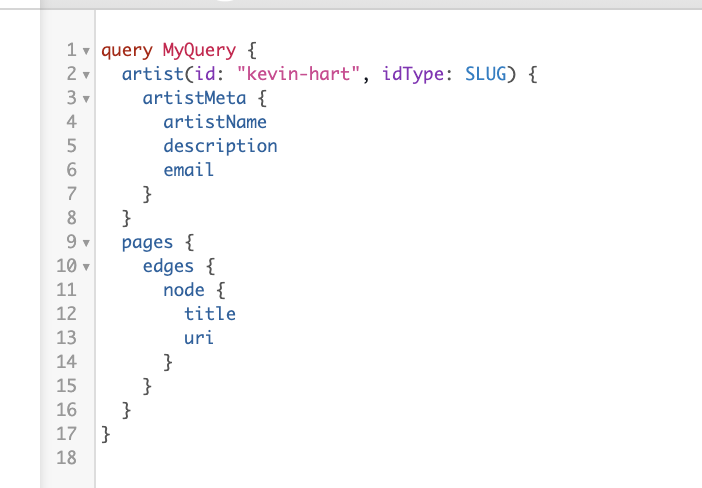 1 query MyQuery {
2 artist(id: "kevin-hart", idType: SLUG) {
3 artistMeta {
4 artistName
5 description
6 email
7 }
8 }
9 pages {
10 edges {
11 node {
12 title
13 uri
14 }
15 }
16 }
17 }
18